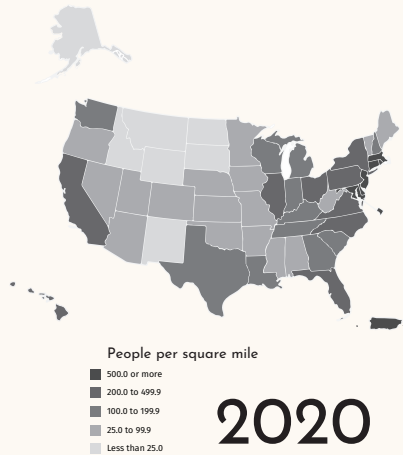 People per square mile
500.0 or more
200.0 to 499.9
100.0 to 199.9
25.0 to 99.9
Less than 25.0
2020